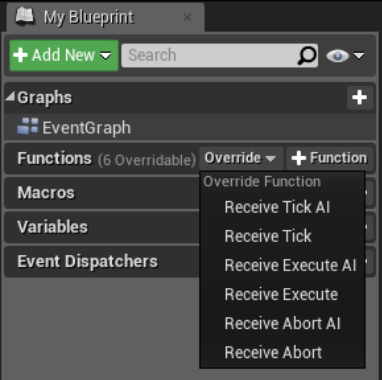 My Blueprint ×
+ Add New Search
Graphs +
EventGraph
Functions (6 Overridable) Override + Function
Override Function
Macros
Receive Tick AI
Variables
Receive Tick
Event Dispatchers
Receive Execute AI
Receive Execute
Receive Abort AI
Receive Abort